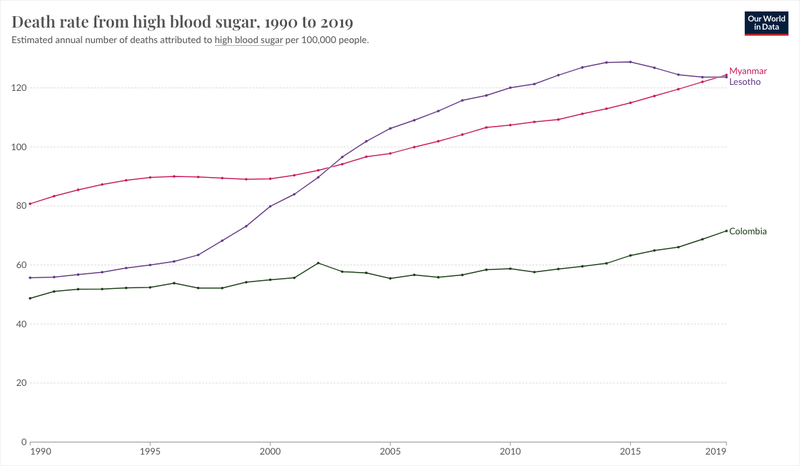 Death rate from high blood sugar, 1990 to 2019
Our World
in Data
Estimated annual number of deaths attributed to high blood sugar per 100,000 people.
120
100
80
60
40
20
0
Myanmar
Lesotho
Colombia
1990
1995
2000
2005
2010
2015
2019